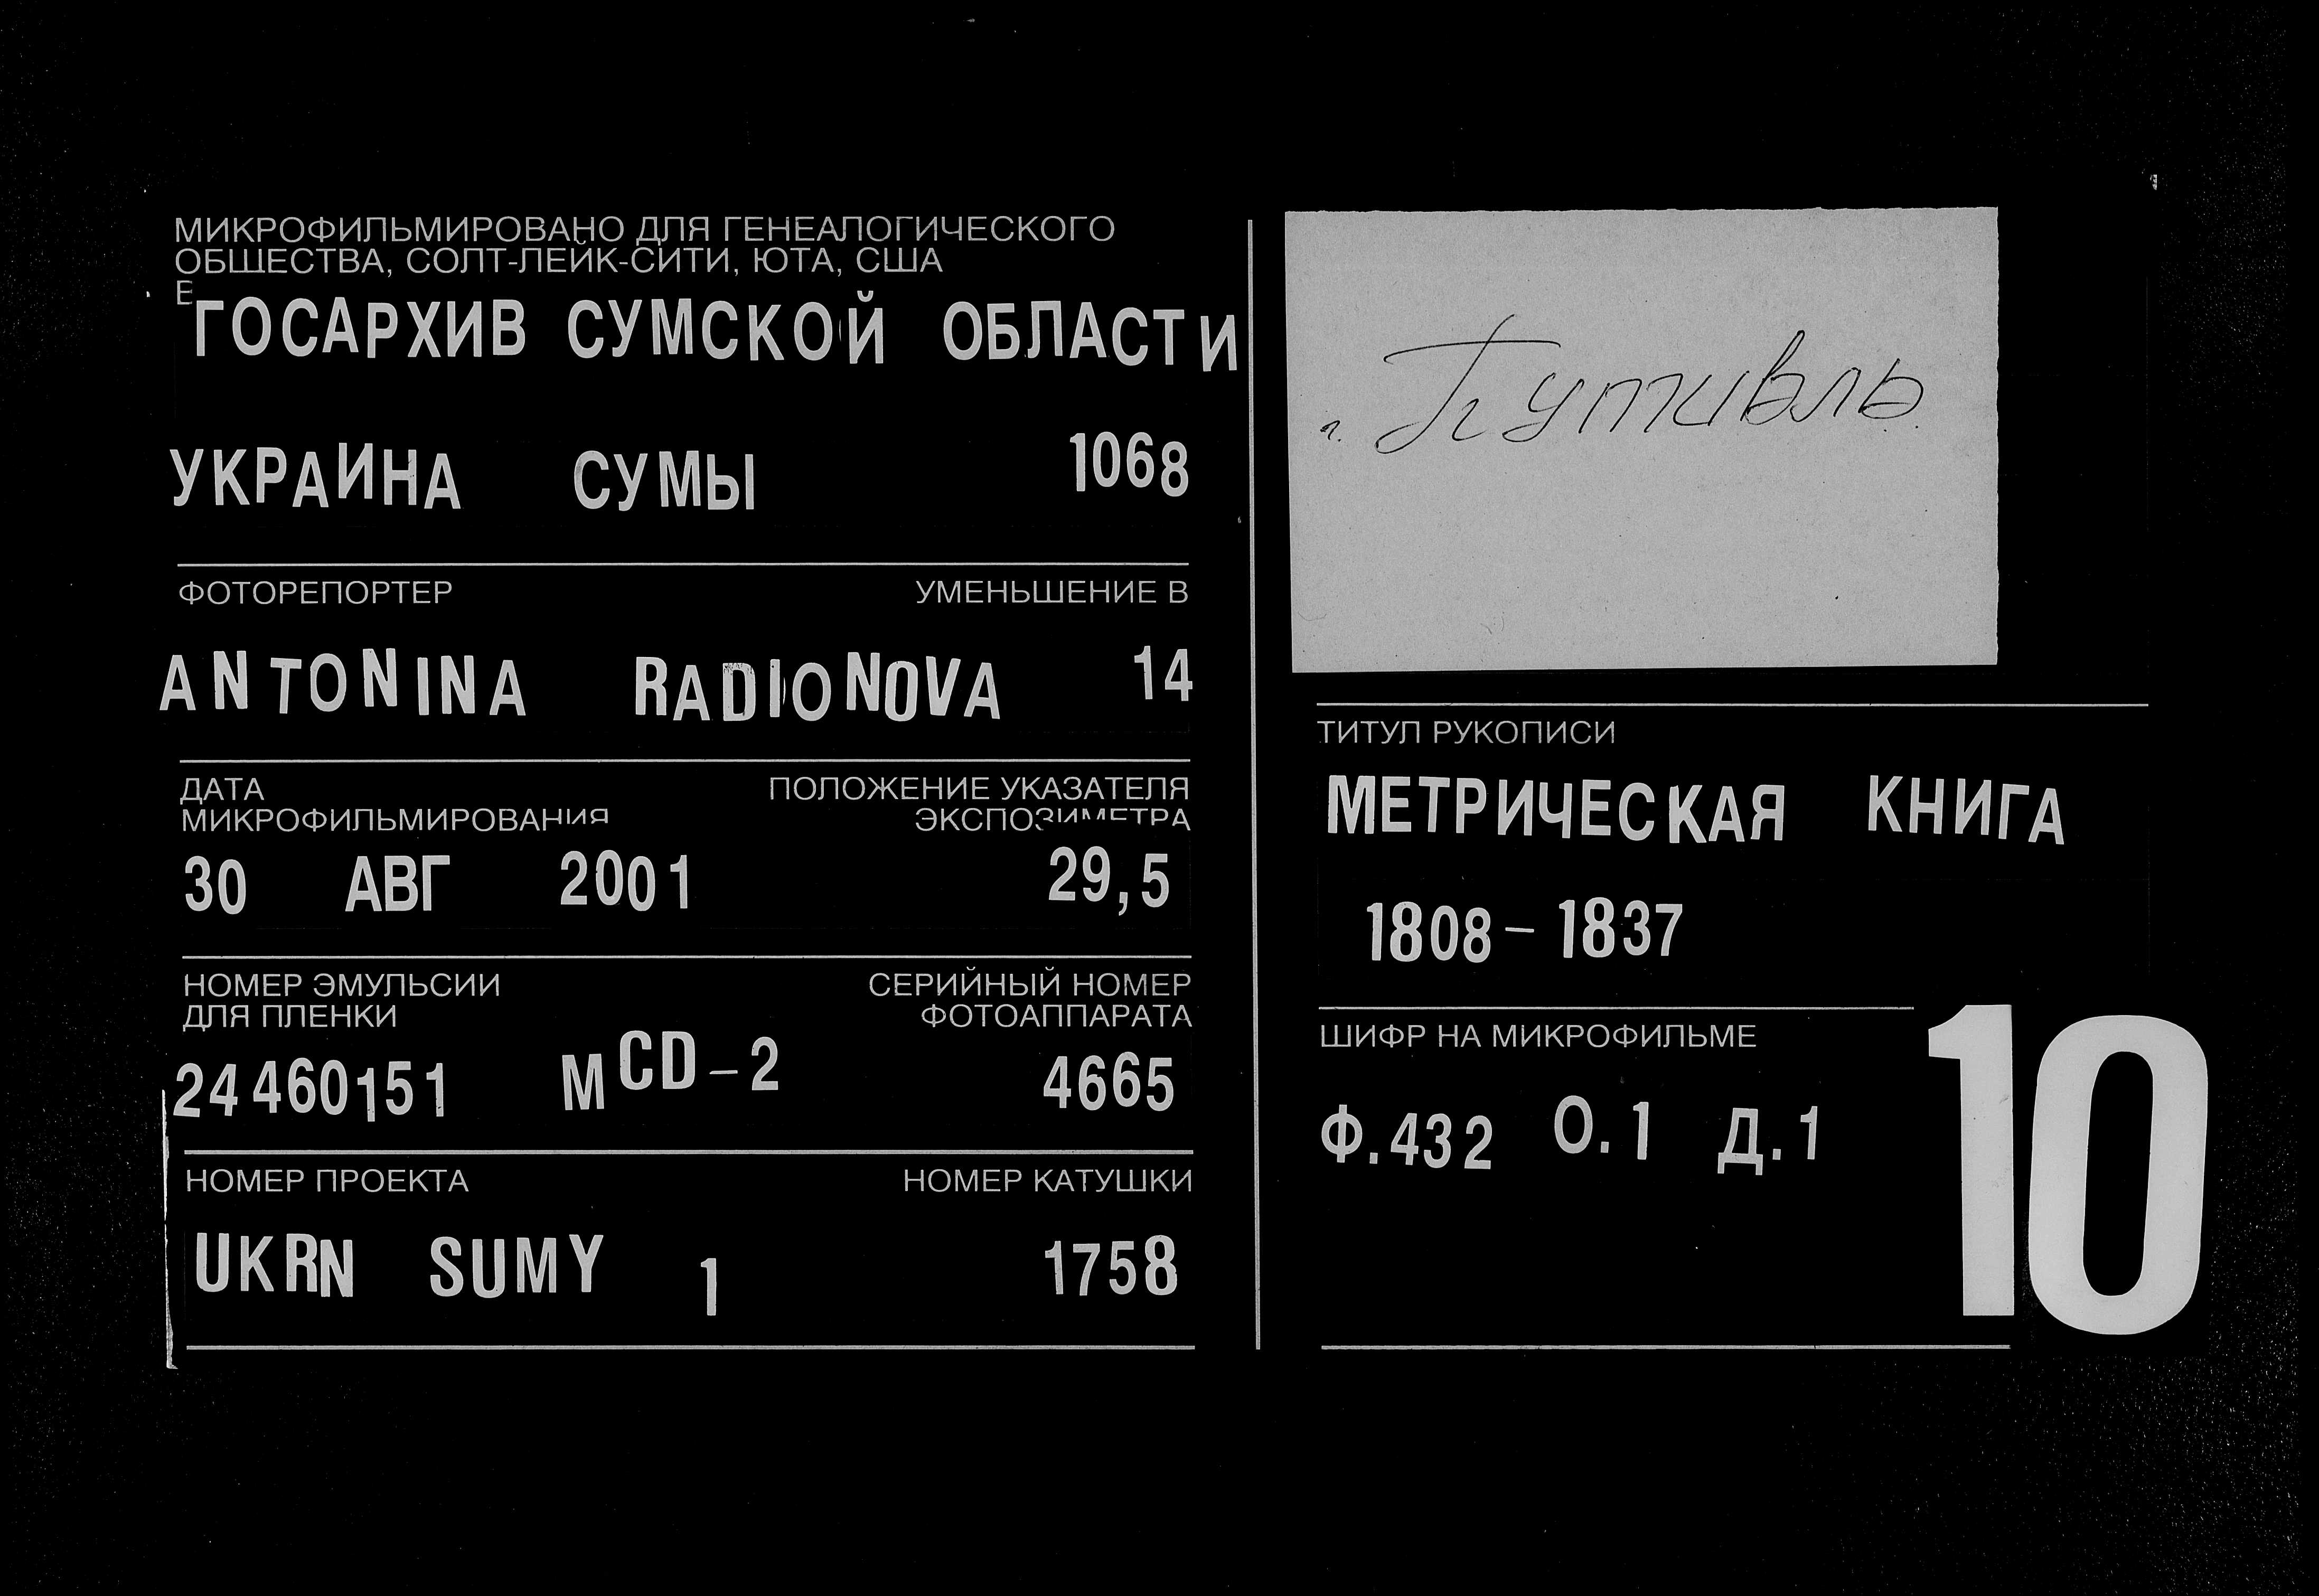 МИКРОФИЛЬМИРОВАНО ДЛЯ ГЕНЕАЛОГИЧЕСКОГО
ОБЩЕСТВА, СОЛТ-ЛЕЙК-СИТИ, ЮТА, США
В
ГОСАРХИВ СУМСКОЙ ОБЛАСТИ
УКРАИНА СУМЫ 1068
ФОТОРЕПОРТЕР УМЕНЬШЕНИЕ В
ANTONINA RADIONOVA 14
ДАТА ПОЛОЖЕНИЕ УКАЗАТЕЛЯ
МИКРОФИЛЬМИРОВАНИЯ ЭКСПОЗИМЕТРА
30 АВГ 2001 29,5
НОМЕР ЭМУЛЬСИИ СЕРИЙНЫЙ НОМЕР
ДЛЯ ПЛЕНКИ ФОТОАППАРАТА
24460151 MCD-2 4665
НОМЕР ПРОЕКТА НОМЕР КАТУШКИ
UKRN SUMY 1 1758
г. Путивль
ТИТУЛ РУКОПИСИ
МЕТРИЧЕСКАЯ КНИГА
1808-1837
ШИФР НА МИКРОФИЛЬМЕ
Ф.432 О.1 Д.1
10